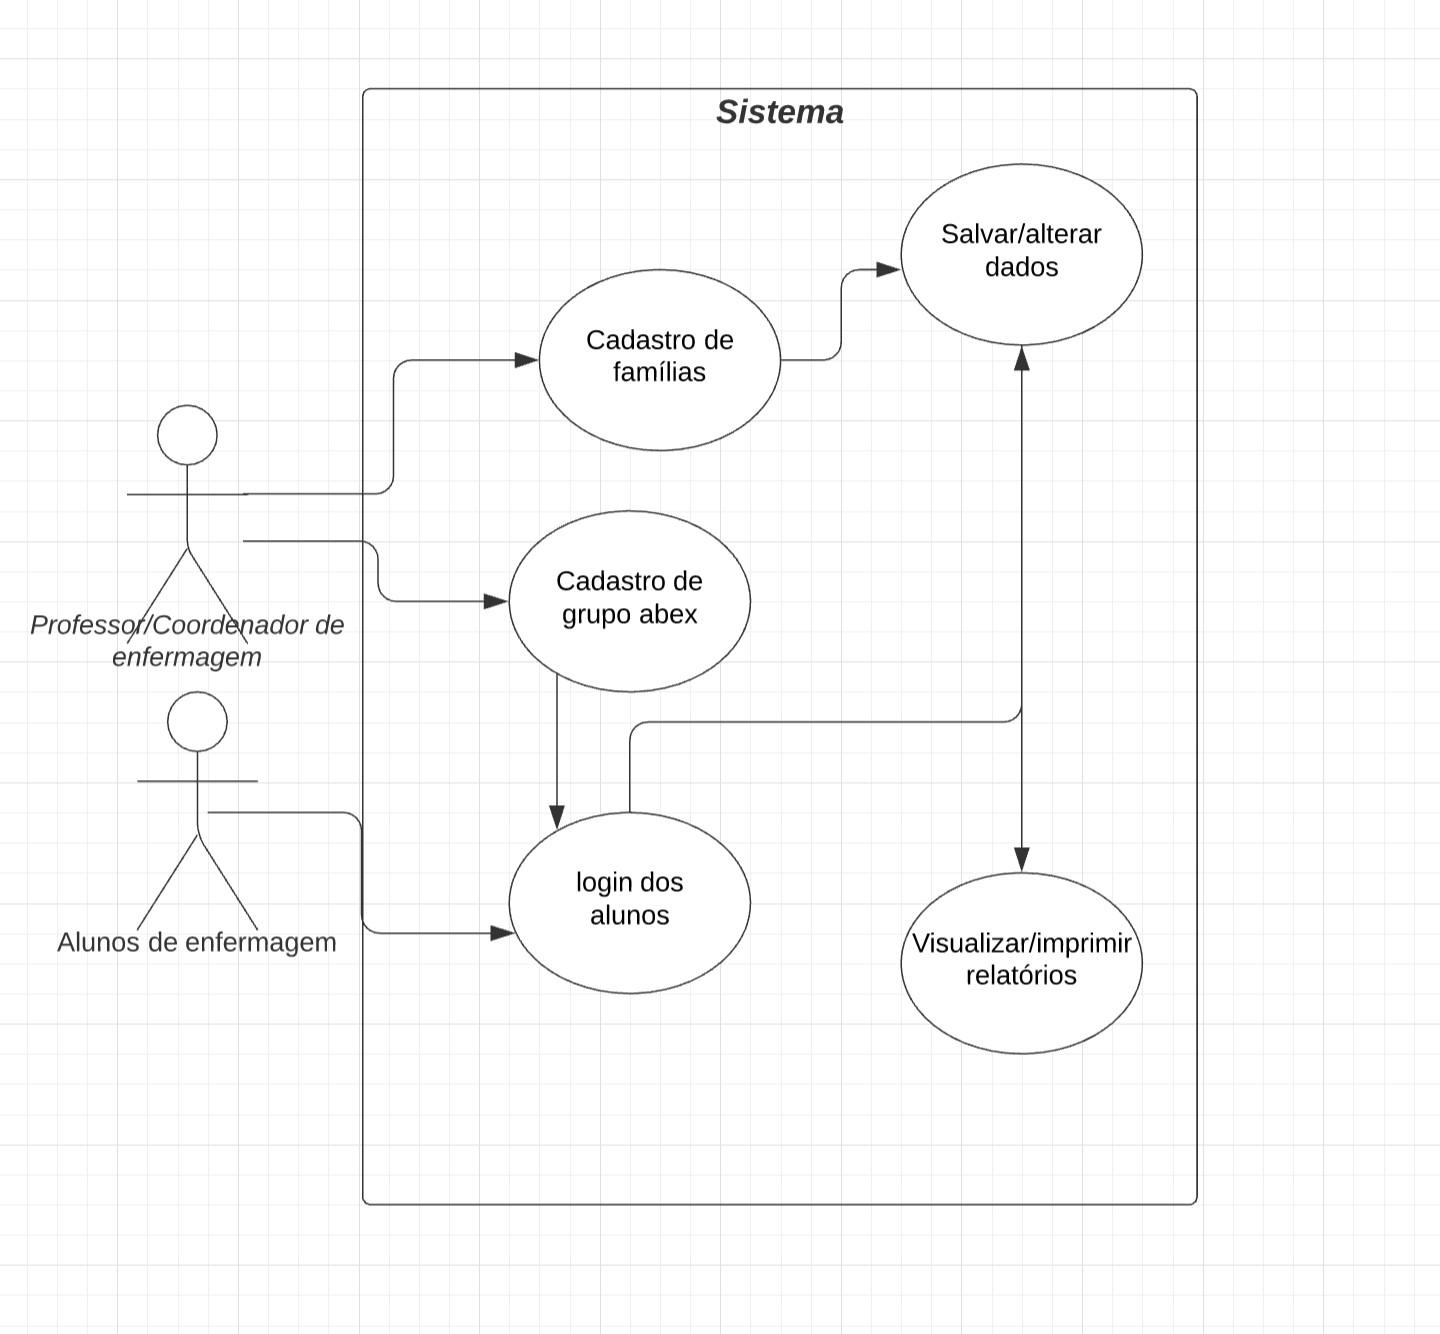 Sistema
Salvar/alterar
dados
Cadastro de
famílias
Cadastro de
grupo abex
Professor/Coordenador de
enfermagem
login dos
alunos
Alunos de enfermagem
Visualizar/imprimir
relatórios